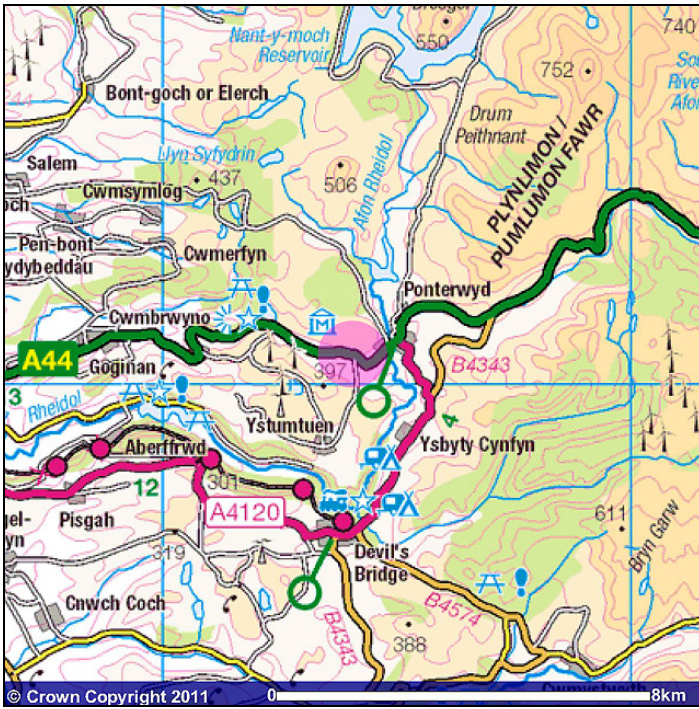 Nant-y-moch
Reservoir
550
740
752
Bont-goch or Elerch
Drum
Peithnant
PLYNLIMON /
PUMLUMON FAWR
Salem
Llyn Syfydrin
437
506
Afon Rheidol
Cwmsymlog
Pen-bont
Cwmerfyn
Ponterwyd
Cwmbrwyno
M
A44
Goginan
397
B4343
3
Rheidol
Ystumtuen
4
Ysbyty Cynfyn
Aberffrwd
301
12
A4120
Pisgah
611
Bryn Garw
319
Devil's
Bridge
Cnwch Coch
B4343
B4574
388
© Crown Copyright 2011
0
8km